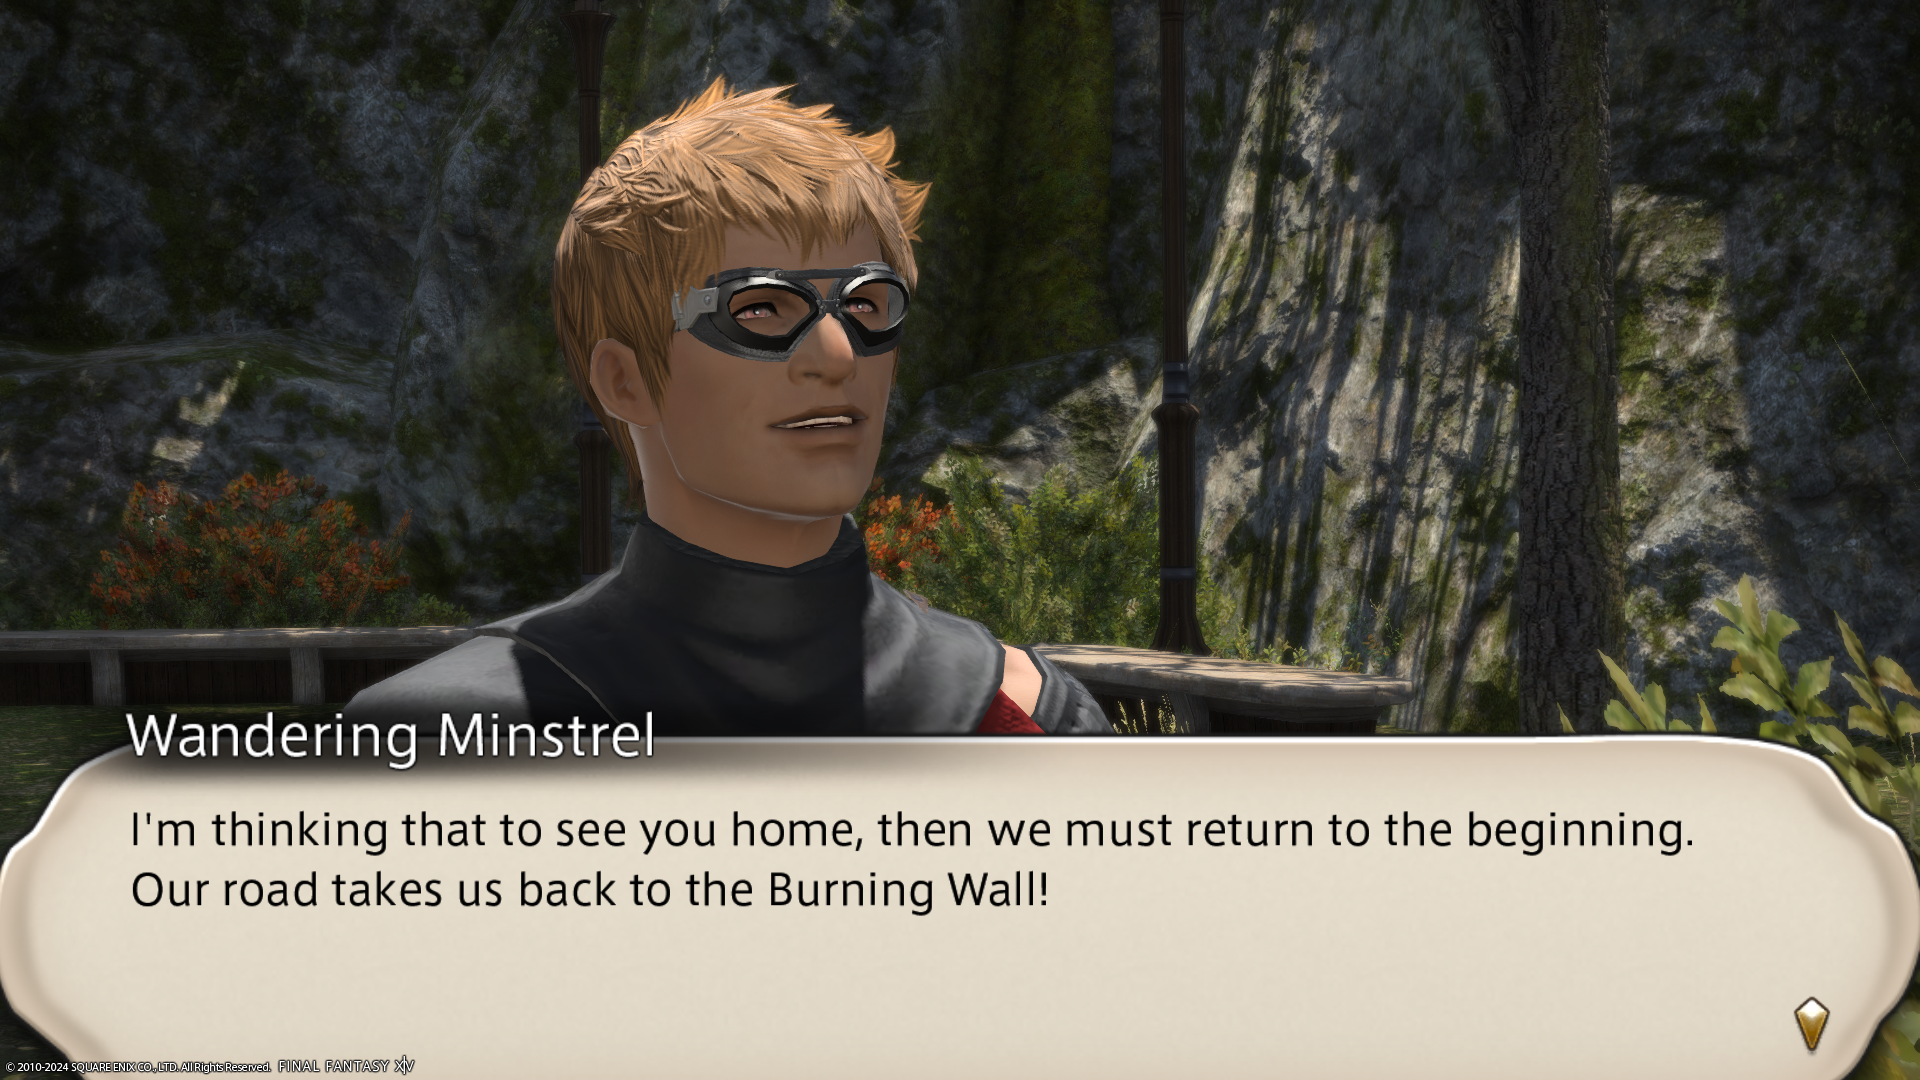 Wandering Minstrel
I'm thinking that to see you home, then we must return to the beginning.
Our road takes us back to the Burning Wall!
© 2010-2024 SQUARE ENIX CO., LTD. All Rights Reserved. FINAL FANTASY XIV